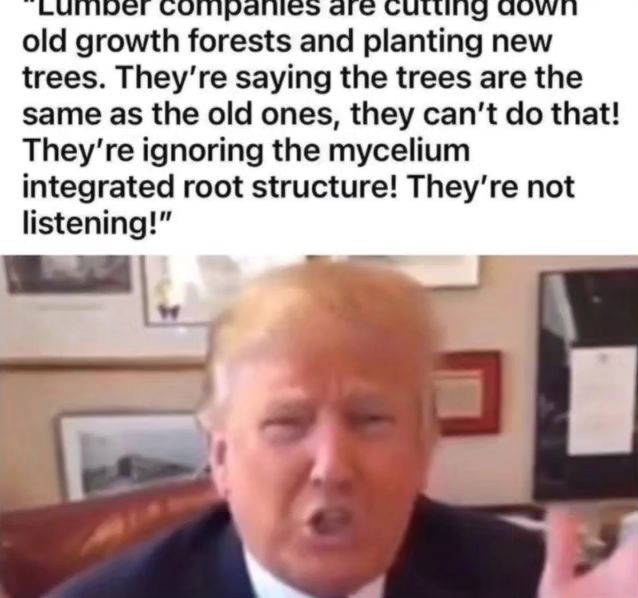 "Lumber companies are cutting down
old growth forests and planting new
trees. They're saying the trees are the
same as the old ones, they can't do that!
They're ignoring the mycelium
integrated root structure! They're not
listening!"